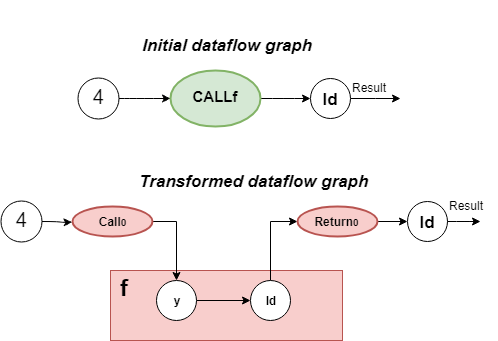 Initial dataflow graph
4
CALLf
Id
Result
Transformed dataflow graph
4
Call0
Return0
Id
Result
f
y
Id